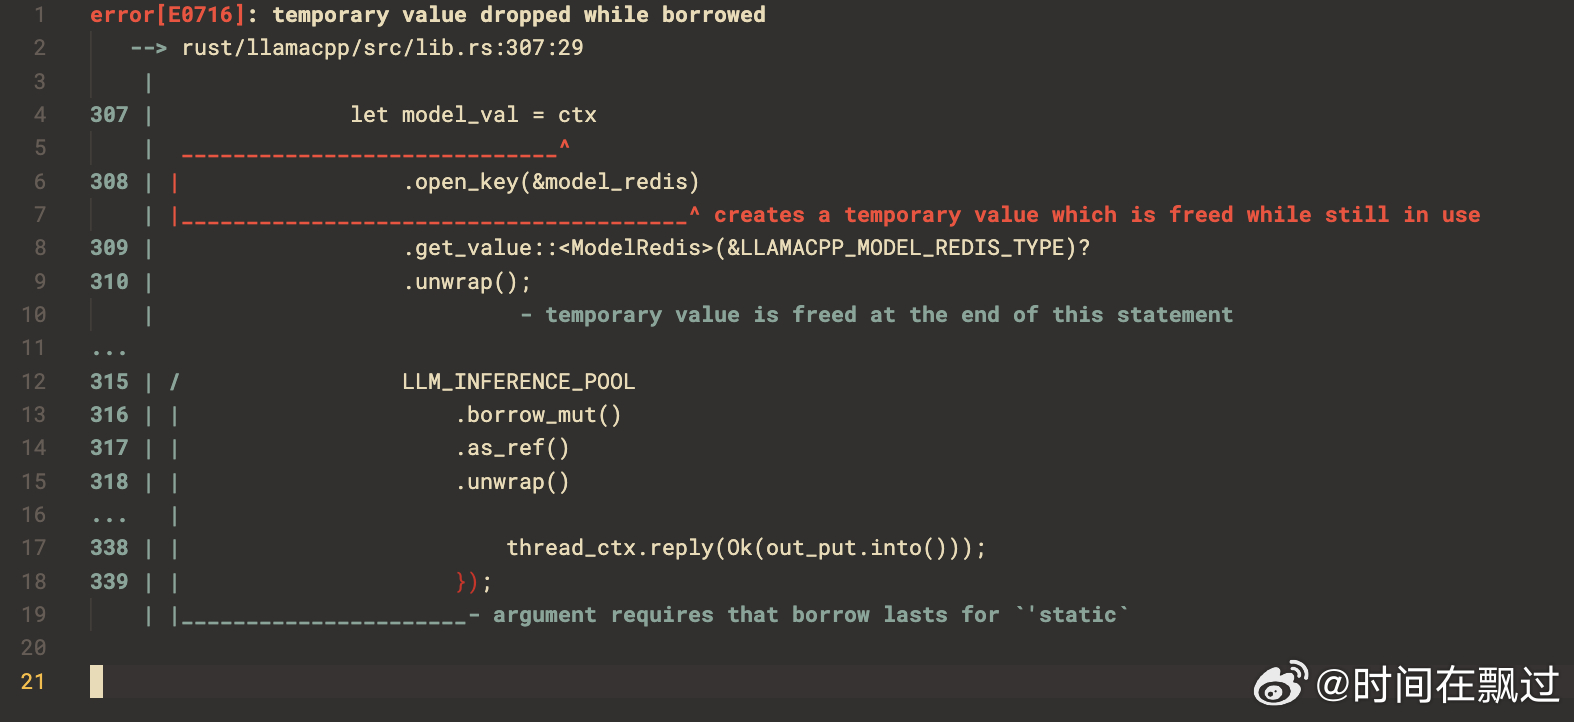 1 error[E0716]: temporary value dropped while borrowed
2 --> rust/llamacpp/src/lib.rs:307:29
3 |
4 307 | let model_val = ctx
5 | _____________________________^
6 308 | | .open_key(&model_redis)
7 | |_______________________________________^ creates a temporary value which is freed while still in use
8 309 | .get_value::<ModelRedis>(&LLAMACPP_MODEL_REDIS_TYPE)?
9 310 | .unwrap();
10 | - temporary value is freed at the end of this statement
11 ...
12 315 | / LLM_INFERENCE_POOL
13 316 | | .borrow_mut()
14 317 | | .as_ref()
15 318 | | .unwrap()
16 ... |
17 338 | | thread_ctx.reply(Ok(out_put.into()));
18 339 | | });
19 | |______________________- argument requires that borrow lasts for `'static`
20
21
@时间在飘过